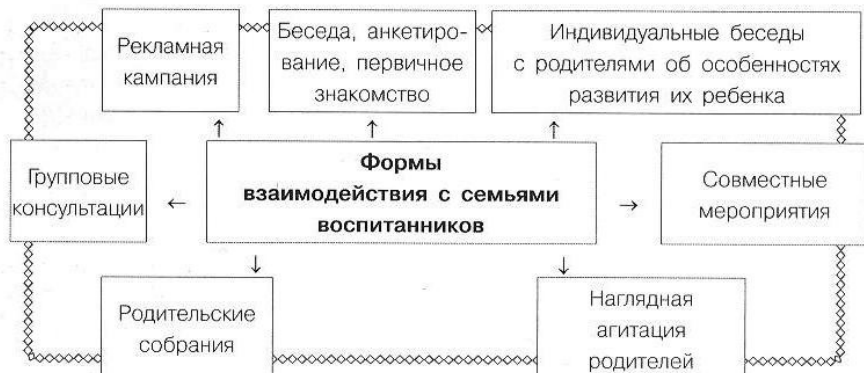 Рекламная
кампания
Беседа, анкетиро-
вание, первичное
знакомство
Индивидуальные беседы
с родителями об особенностях
развития их ребенка
Групповые
консультации
Формы
взаимодействия с семьями
воспитанников
Совместные
мероприятия
Родительские
собрания
Наглядная
агитация
родителей